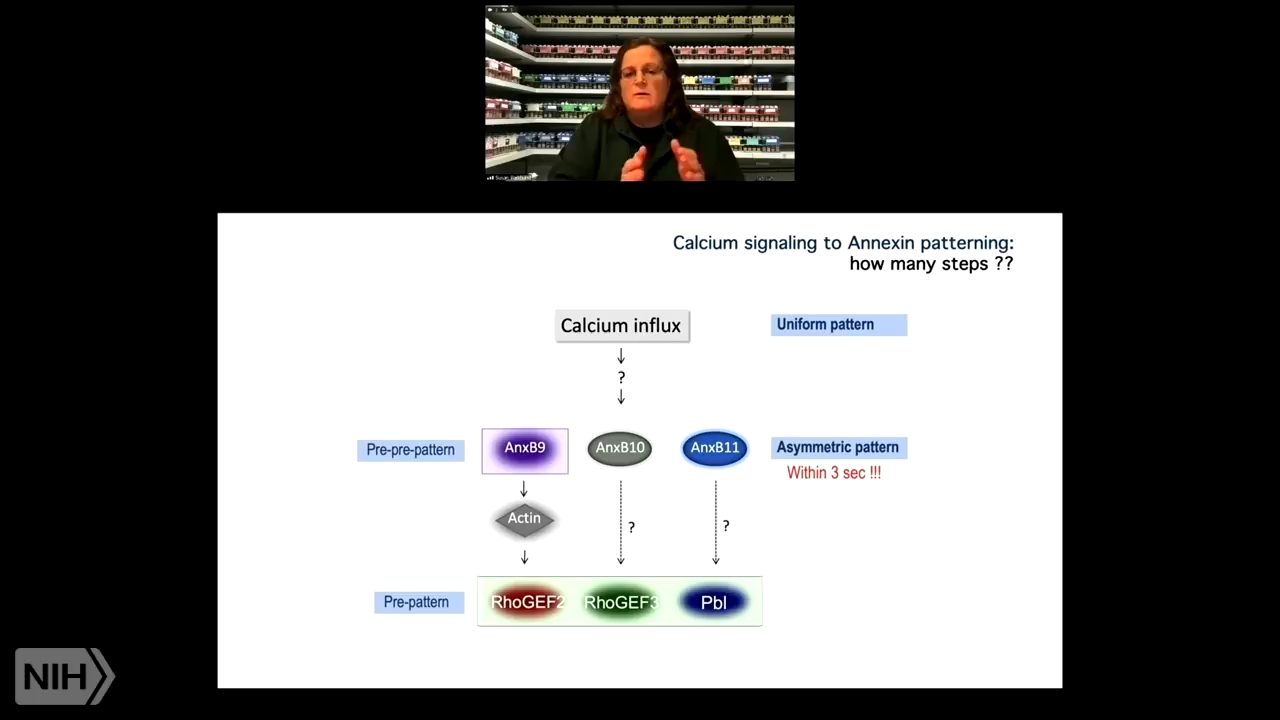 Calcium signaling to Annexin patterning:
how many steps ??
Calcium influx
Uniform pattern
?
Pre-pre-pattern
AnxB9
AnxB10
AnxB11
Asymmetric pattern
Within 3 sec !!!
Actin
?
?
Pre-pattern
RhoGEF2
RhoGEF3
Pbl
NIH